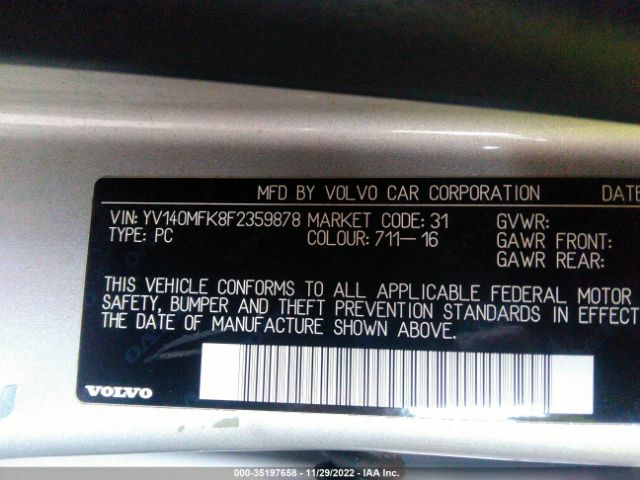 MFD BY VOLVO CAR CORPORATION DATE
VIN: YV140MFK8F2359878 MARKET CODE: 31 GVWR:
TYPE: PC COLOUR: 711-16 GAWR FRONT:
GAWR REAR:
THIS VEHICLE CONFORMS TO ALL APPLICABLE FEDERAL MOTOR
SAFETY, BUMPER AND THEFT PREVENTION STANDARDS IN EFFECT
THE DATE OF MANUFACTURE SHOWN ABOVE.
VOLVO
000-35197658 - 11/29/2022 - IAA Inc.